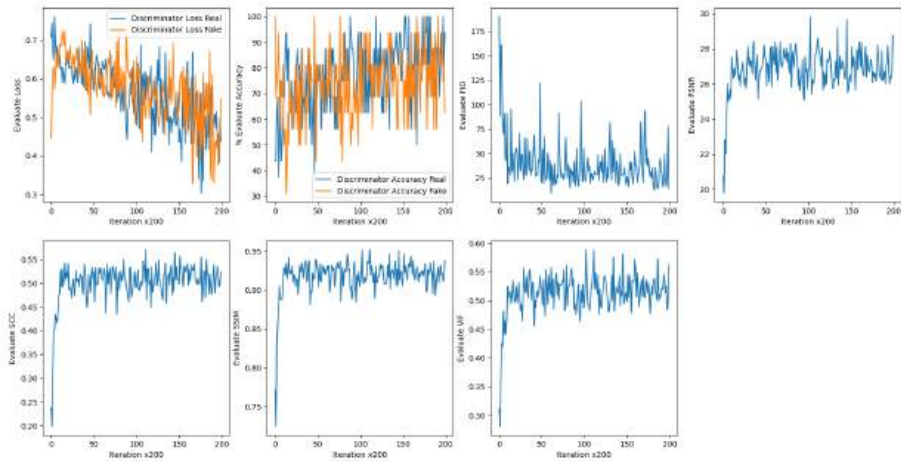 Discriminator Loss Real
Discriminator Loss Fake
Evaluate Loss
0.7
0.6
0.5
0.4
0.3
0 50 100 150 200
Iteration x200
% Evaluate Accuracy
100
90
80
70
60
50
40
30
Discriminator Accuracy Real
Discriminator Accuracy Fake
0 50 100 150 200
Iteration x200
Evaluate FID
175
150
125
100
75
50
25
0 50 100 150 200
Iteration x200
Evaluate PSNR
30
28
26
24
22
20
0 50 100 150 200
Iteration x200
Evaluate SCC
0.55
0.50
0.45
0.40
0.35
0.30
0.25
0.20
0 50 100 150 200
Iteration x200
Evaluate SSIM
0.95
0.90
0.85
0.80
0.75
0 50 100 150 200
Iteration x200
Evaluate VIF
0.60
0.55
0.50
0.45
0.40
0.35
0.30
0 50 100 150 200
Iteration x200